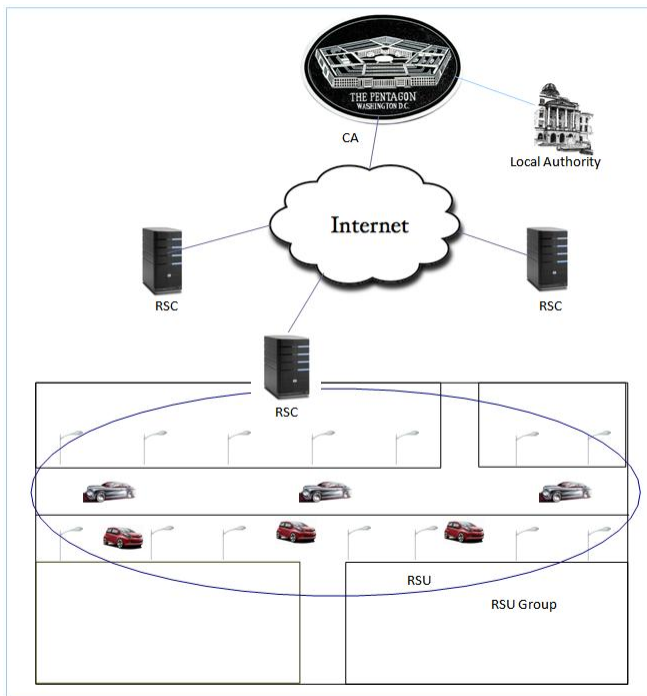 THE PENTAGON
WASHINGTON D.C.
CA
Local Authority
Internet
RSC
RSC
RSC
RSU
RSU Group